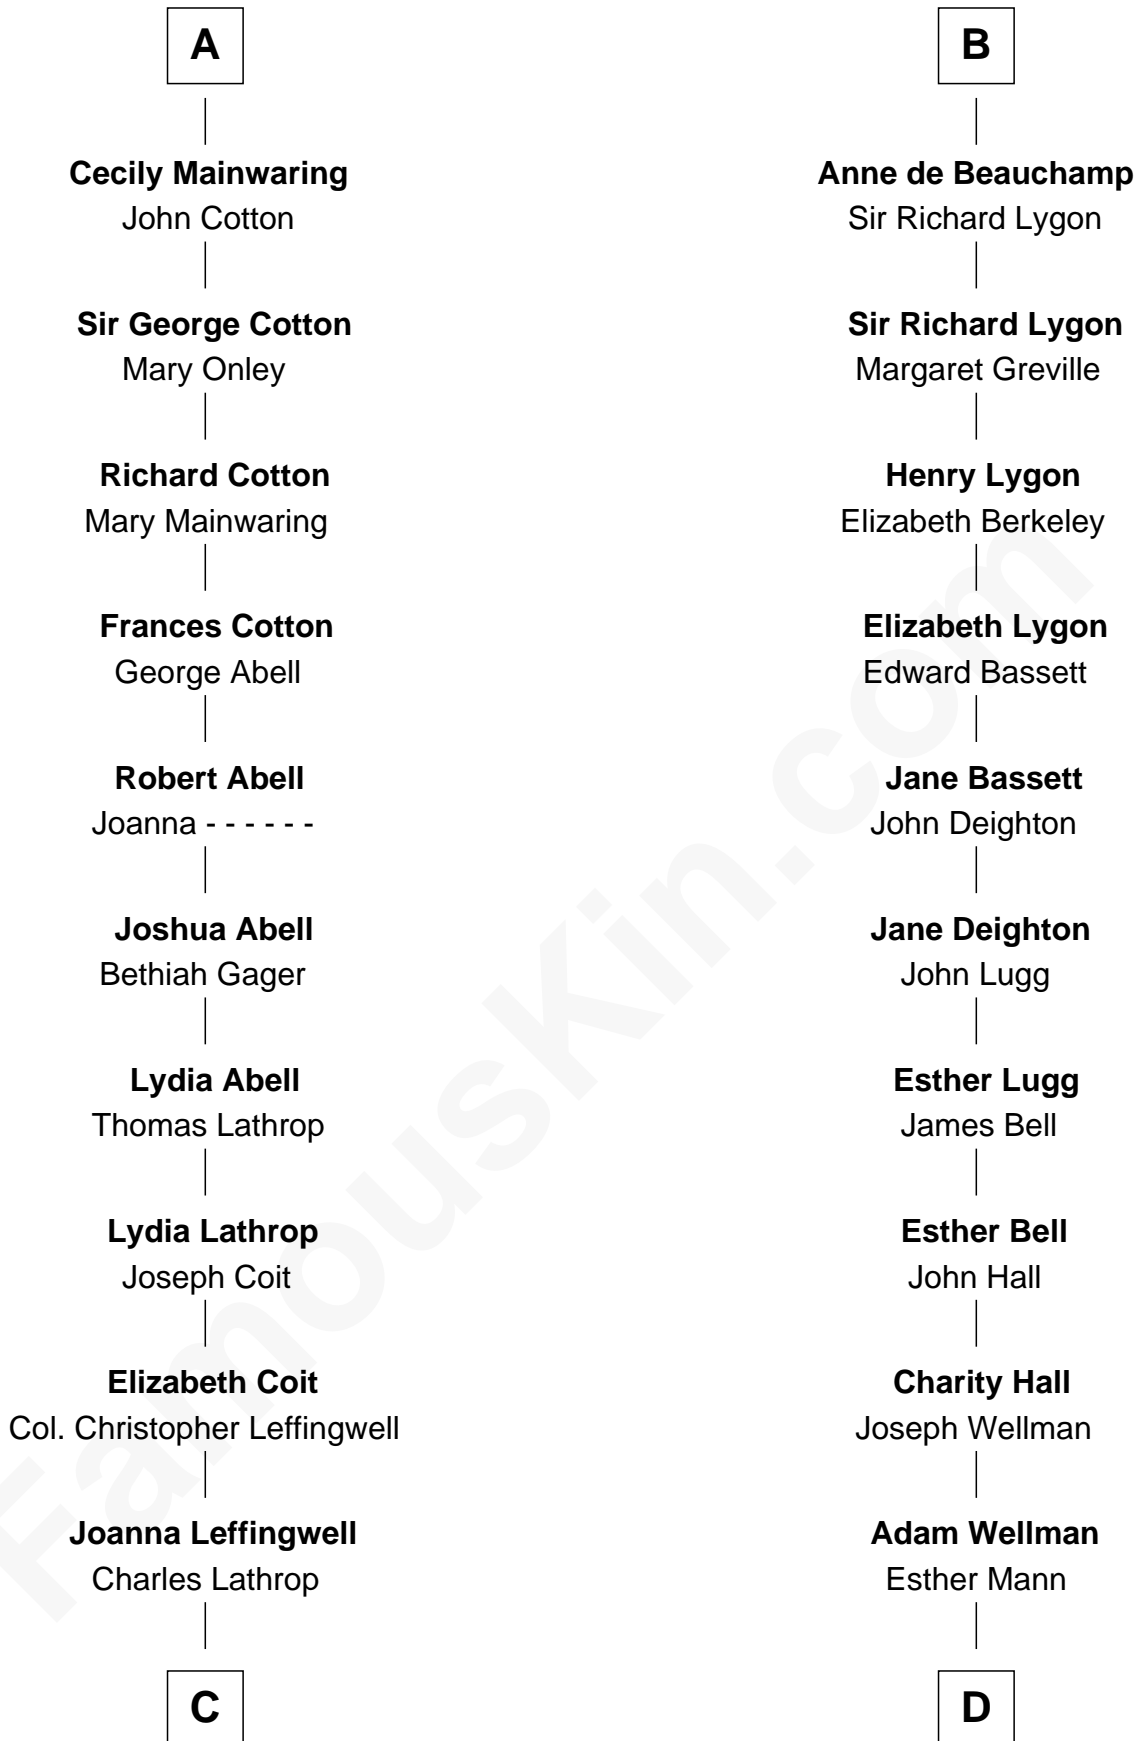 A
Cecily Mainwaring
John Cotton
Sir George Cotton
Mary Onley
Richard Cotton
Mary Mainwaring
Frances Cotton
George Abell
Robert Abell
Joanna - - - - - -
Joshua Abell
Bethiah Gager
Lydia Abell
Thomas Lathrop
Lydia Lathrop
Joseph Coit
Elizabeth Coit
Col. Christopher Leffingwell
Joanna Leffingwell
Charles Lathrop
C
B
Anne de Beauchamp
Sir Richard Lygon
Sir Richard Lygon
Margaret Greville
Henry Lygon
Elizabeth Berkeley
Elizabeth Lygon
Edward Bassett
Jane Bassett
John Deighton
Jane Deighton
John Lugg
Esther Lugg
James Bell
Esther Bell
John Hall
Charity Hall
Joseph Wellman
Adam Wellman
Esther Mann
D
FamousKin.com